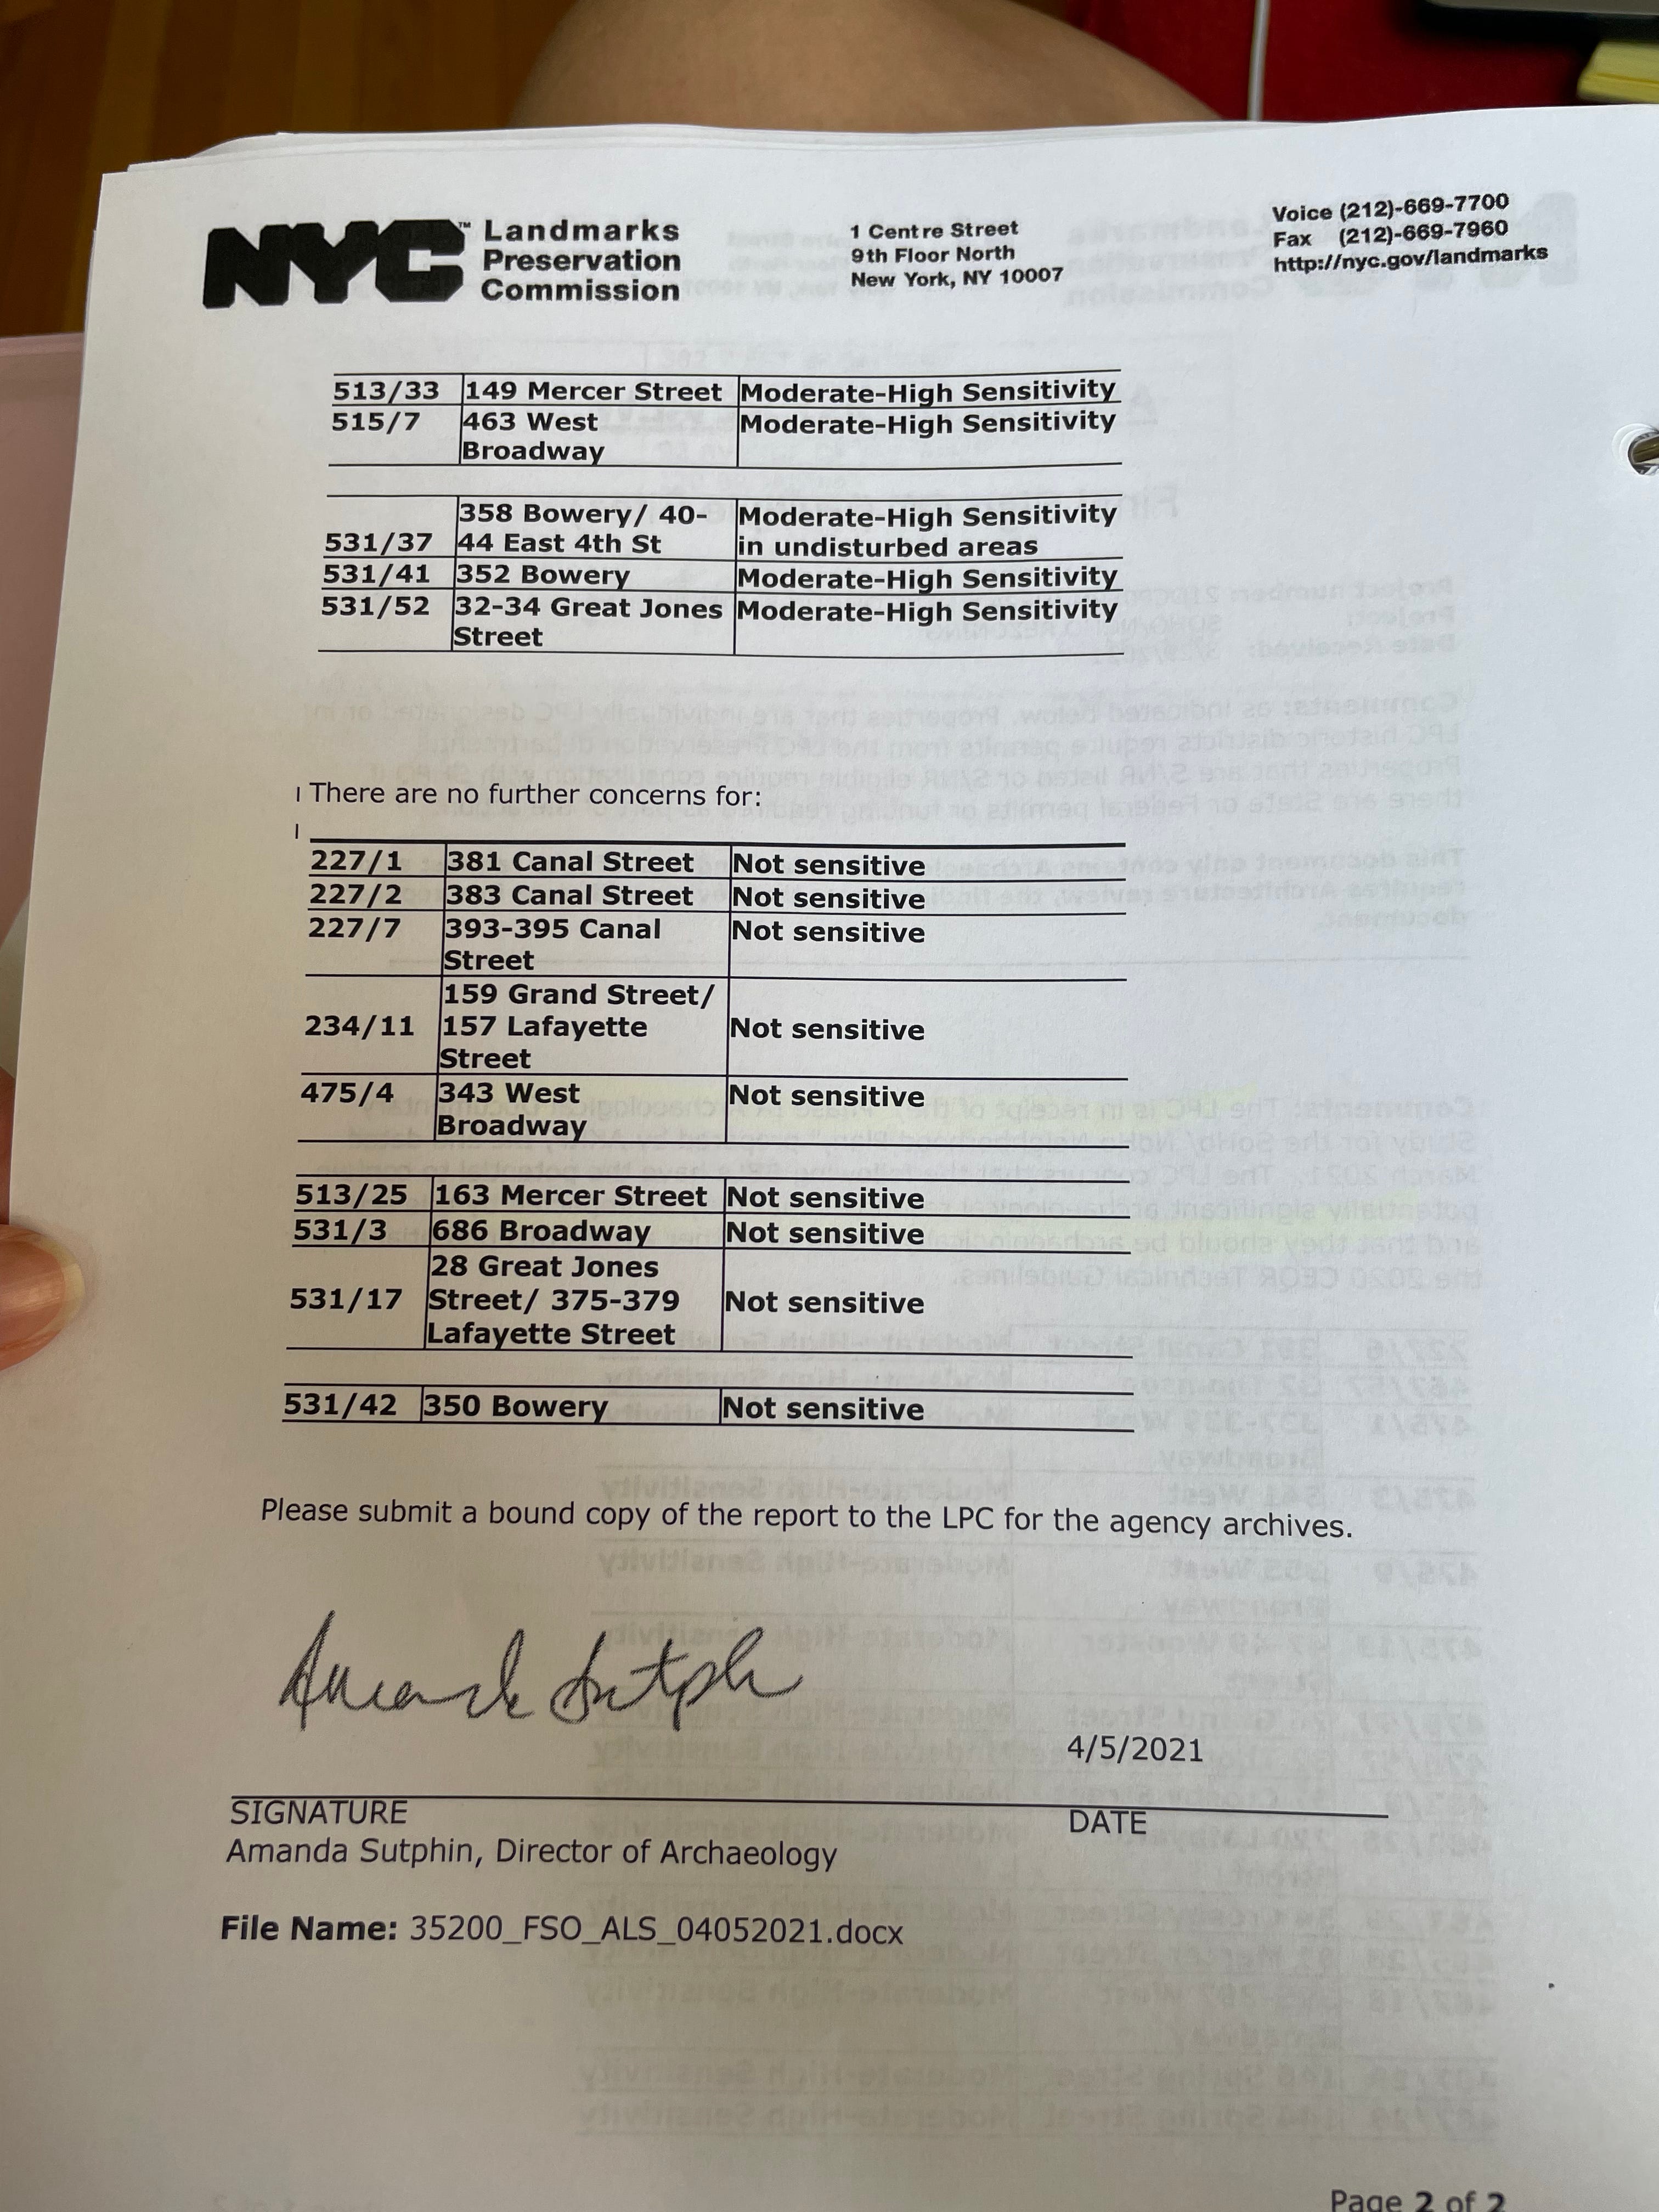 NYC™ Landmarks
Preservation
Commission
1 Centre Street
9th Floor North
New York, NY 10007
Voice (212)-669-7700
Fax (212)-669-7960
http://nyc.gov/landmarks
513/33 149 Mercer Street Moderate-High Sensitivity
515/7 463 West Moderate-High Sensitivity
Broadway
358 Bowery/ 40- Moderate-High Sensitivity
531/37 44 East 4th St in undisturbed areas
531/41 352 Bowery Moderate-High Sensitivity
531/52 32-34 Great Jones Moderate-High Sensitivity
Street
There are no further concerns for:
227/1 381 Canal Street Not sensitive
227/2 383 Canal Street Not sensitive
227/7 393-395 Canal Not sensitive
Street
159 Grand Street/
234/11 157 Lafayette Not sensitive
Street
475/4 343 West Not sensitive
Broadway
513/25 163 Mercer Street Not sensitive
531/3 686 Broadway Not sensitive
28 Great Jones
531/17 Street/ 375-379 Not sensitive
Lafayette Street
531/42 350 Bowery Not sensitive
Please submit a bound copy of the report to the LPC for the agency archives.
Amanda Sutphin
4/5/2021
SIGNATURE DATE
Amanda Sutphin, Director of Archaeology
File Name: 35200_FSO_ALS_04052021.docx
Page 2 of 2